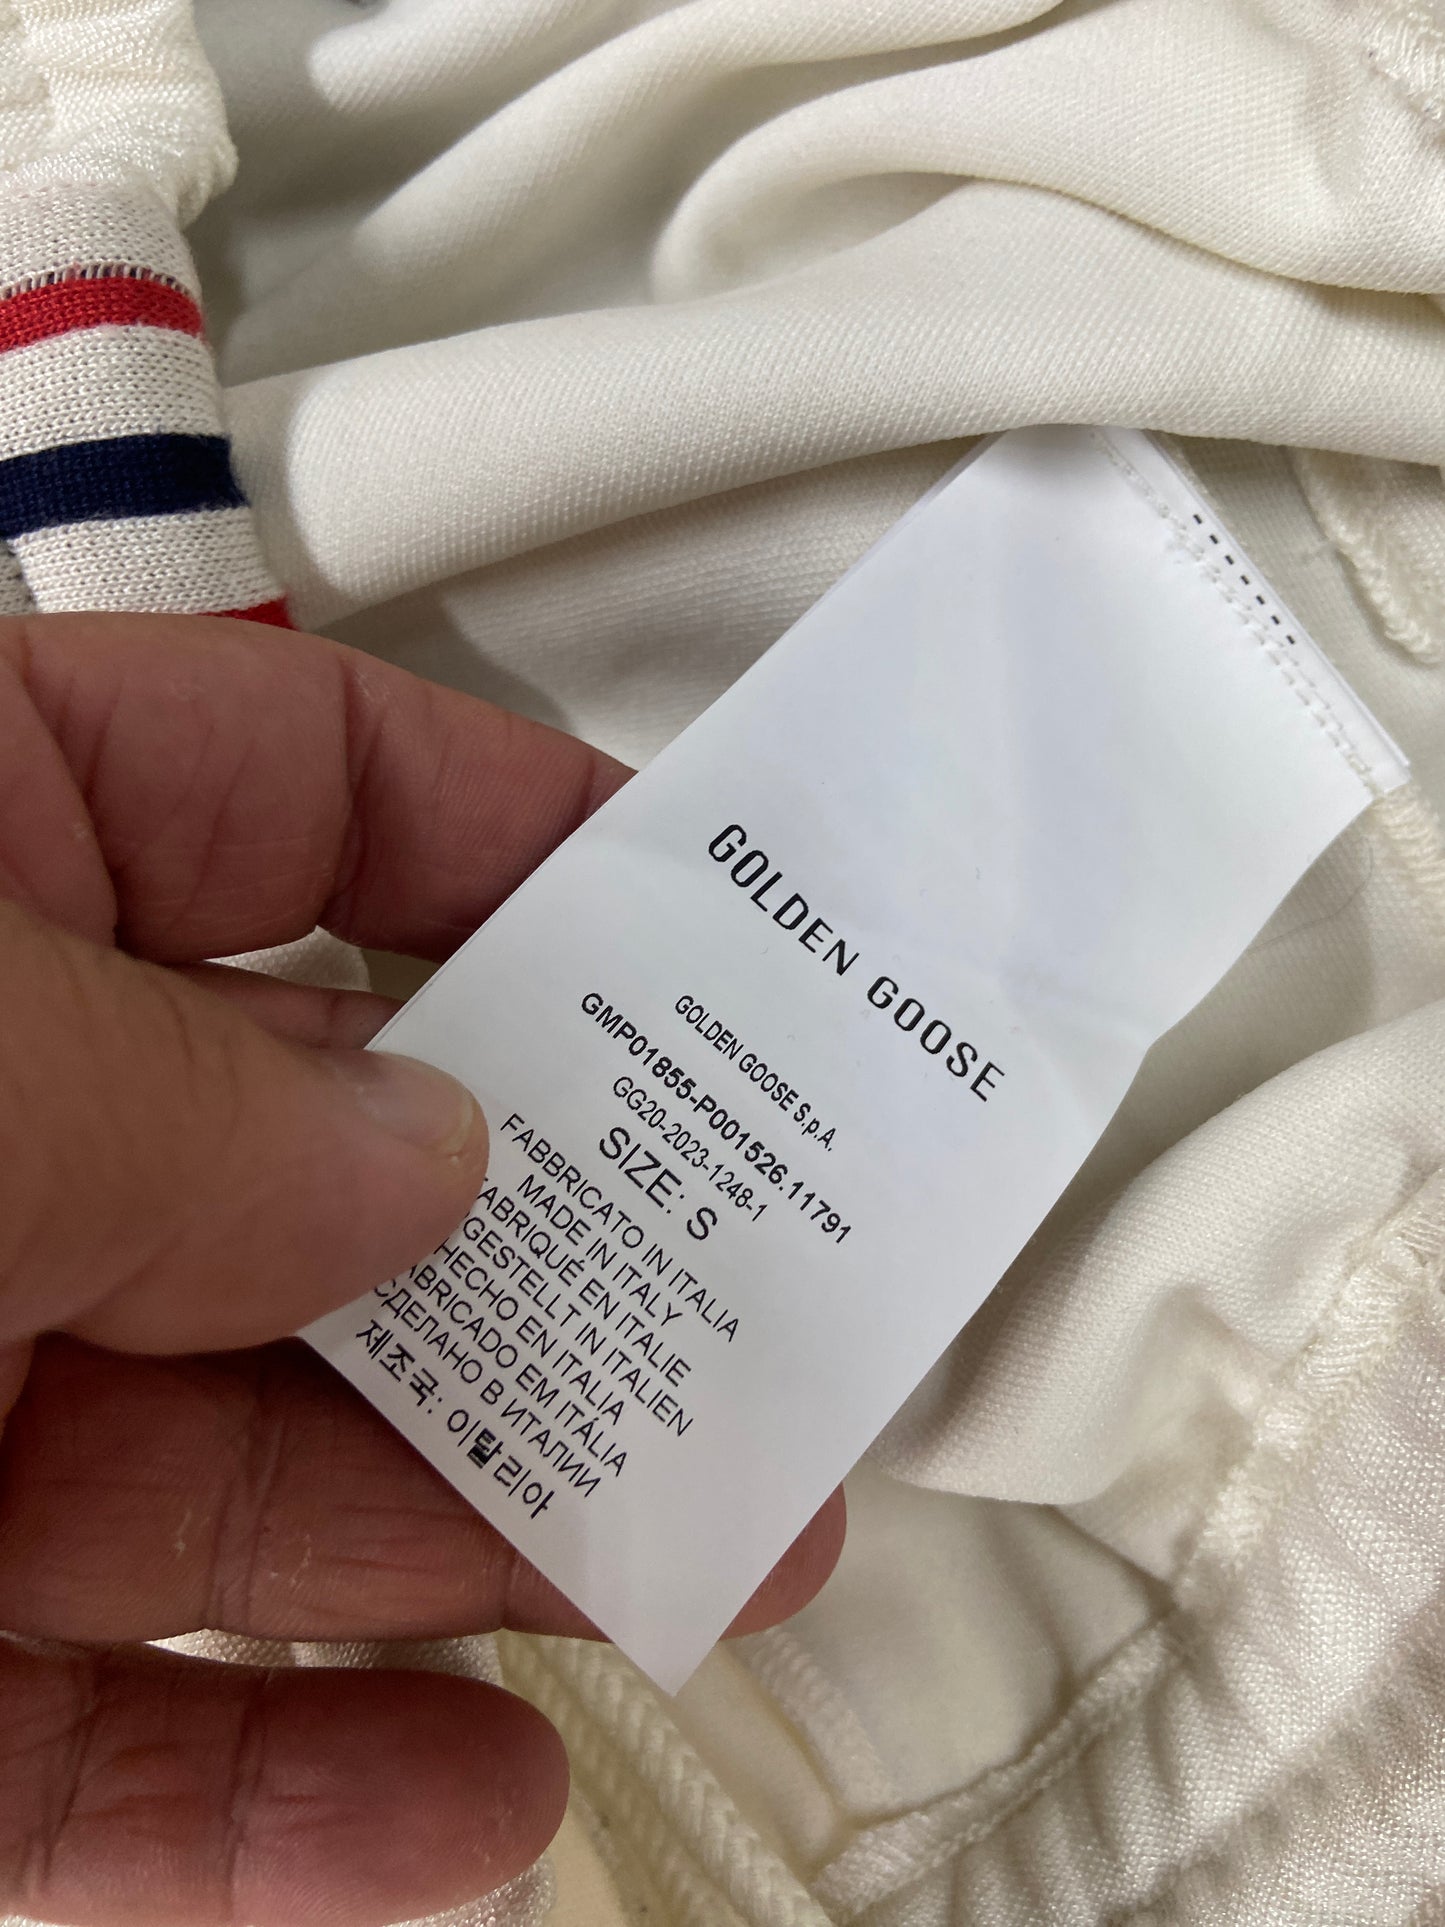 GOLDEN GOOSE
GOLDEN GOOSE S.p.A.
GMP01855-P001526.11791
GG20-2023-1248-1
SIZE: S
FABBRICATO IN ITALIA
MADE IN ITALY
FABRIQUÉ EN ITALIE
GESTELLT IN ITALIEN
HECHO EN ITALIA
FABRICADO EM ITÁLIA
СДЕЛАНО В ИТАЛИИ
제조국: 이탈리아